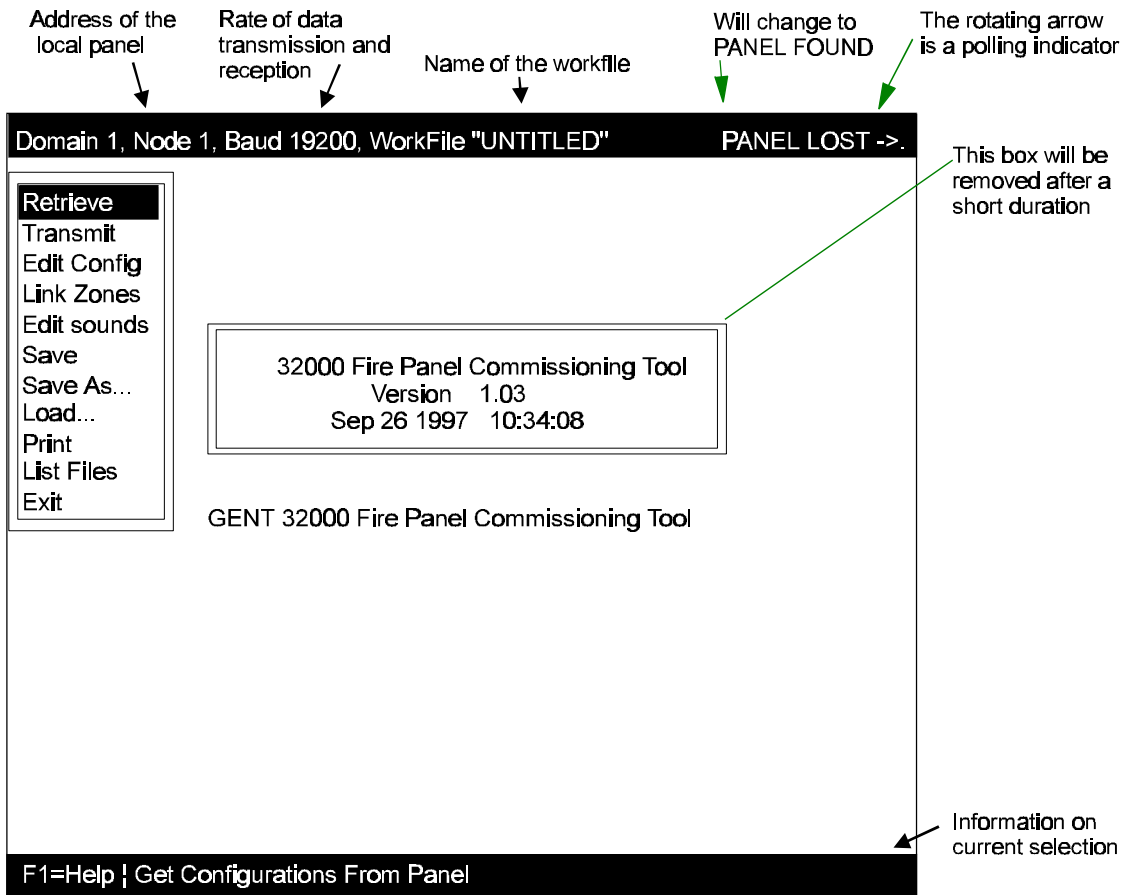 Address of the
local panel
Rate of data
transmission and
reception
Name of the workfile
Will change to
PANEL FOUND
The rotating arrow
is a polling indicator
Domain 1, Node 1, Baud 19200, WorkFile "UNTITLED" PANEL LOST ->.
This box will be
removed after a
short duration
Retrieve
Transmit
Edit Config
Link Zones
Edit sounds
Save
Save As...
Load...
Print
List Files
Exit
32000 Fire Panel Commissioning Tool
Version 1.03
Sep 26 1997 10:34:08
GENT 32000 Fire Panel Commissioning Tool
Information on
current selection
F1=Help ¦ Get Configurations From Panel